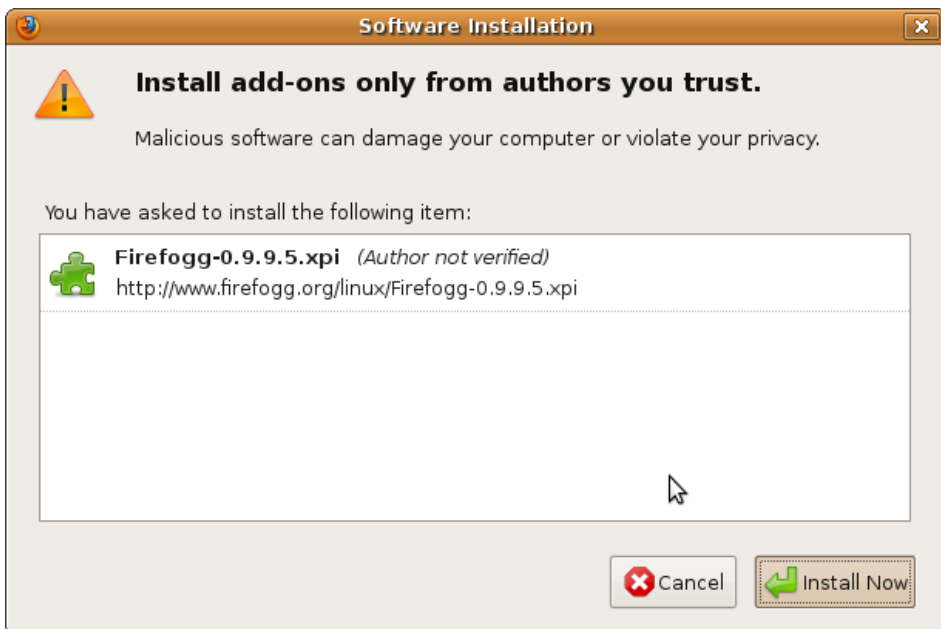 Software Installation
Install add-ons only from authors you trust.
Malicious software can damage your computer or violate your privacy.
You have asked to install the following item:
Firefogg-0.9.9.5.xpi (Author not verified)
http://www.firefogg.org/linux/Firefogg-0.9.9.5.xpi
Cancel
Install Now